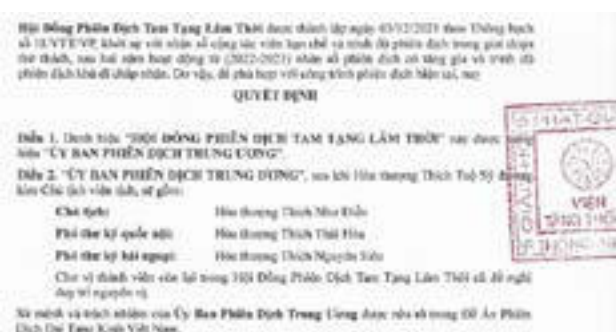 Hội Đồng Phiên Dịch Tam Tạng Lâm Thời được thành lập ngày 03/12/2021 theo Thông bạch
số 11/VTT/VP, khởi sự với nhân số cộng tác viên hạn chế và trình độ phiên dịch trong giai đoạn
thử thách, sau hai năm hoạt động từ (2022-2023) nhân số phiên dịch có tăng gia và trình độ
phiên dịch khả dĩ chấp nhận. Do vậy, để phù hợp với công trình phiên dịch hiện tại, nay
QUYẾT ĐỊNH
Điều 1. Danh hiệu "HỘI ĐỒNG PHIÊN DỊCH TAM TẠNG LÂM THỜI" nay được
hiệu "ỦY BAN PHIÊN DỊCH TRUNG ƯƠNG".
Điều 2. "ỦY BAN PHIÊN DỊCH TRUNG ƯƠNG", sau khi Hòa thượng Thích Tuệ Sỹ đương
kim Chủ tịch viên tịch, sẽ gồm:
Chủ tịch: Hòa thượng Thích Như Điển
Phó thư ký quốc nội: Hòa thượng Thích Thái Hòa
Phó thư ký hải ngoại: Hòa thượng Thích Nguyên Siêu
Chư vị thành viên còn lại trong Hội Đồng Phiên Dịch Tam Tạng Lâm Thời cũ đề nghị
duy trì nguyên vị.
Sứ mệnh và trách nhiệm của Ủy Ban Phiên Dịch Trung Ương được nêu rõ trong Đề Án Phiên
Dịch Đại Tạng Kinh Việt Nam.
VIỆN
TĂNG THỐNG